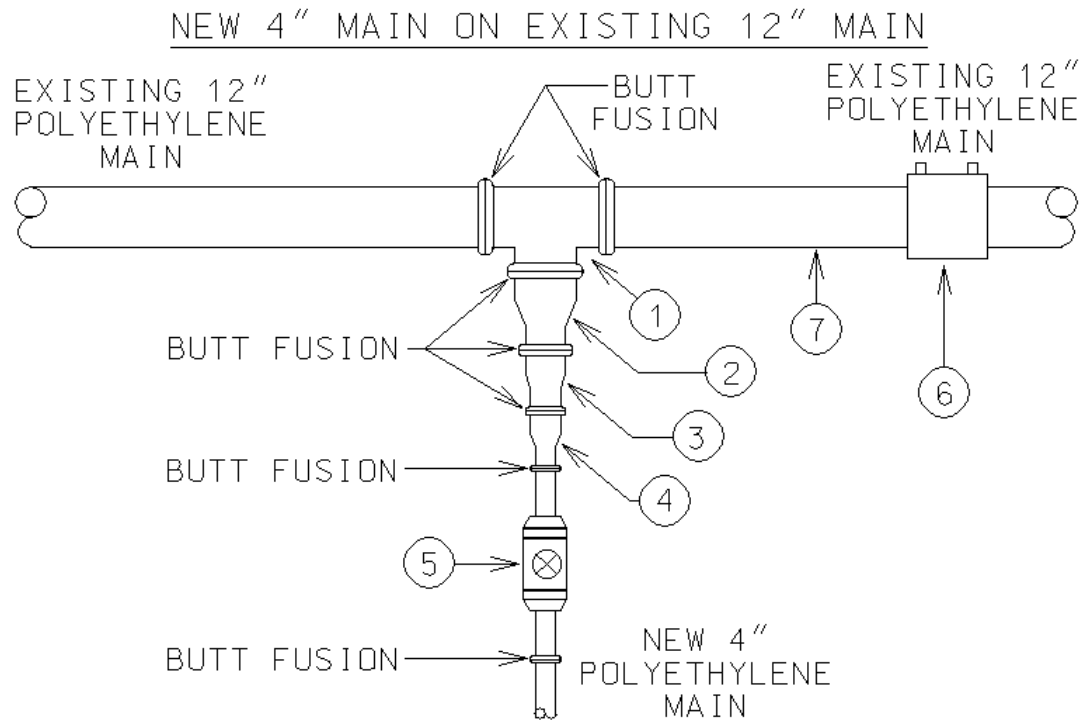 NEW 4" MAIN ON EXISTING 12" MAIN
EXISTING 12"
POLYETHYLENE
MAIN
BUTT
FUSION
EXISTING 12"
POLYETHYLENE
MAIN
1
7
BUTT FUSION
2
6
3
BUTT FUSION
4
5
NEW 4"
POLYETHYLENE
MAIN
BUTT FUSION